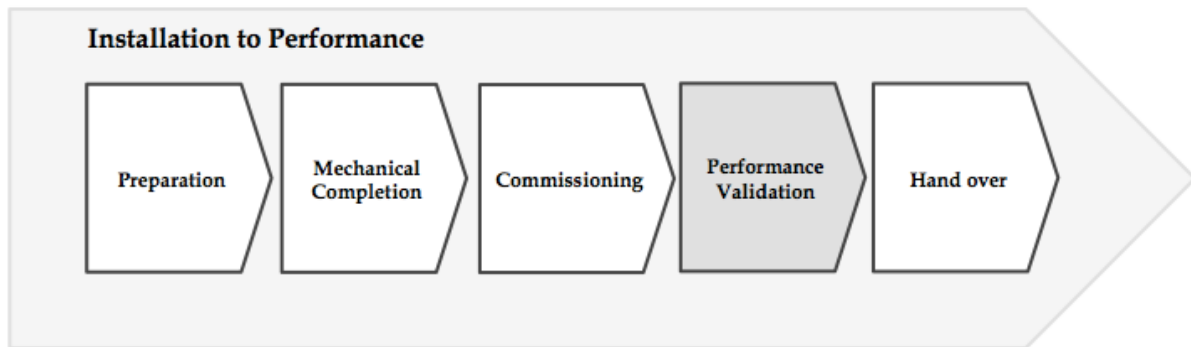 Installation to Performance
Preparation
Mechanical
Completion
Commissioning
Performance
Validation
Hand over